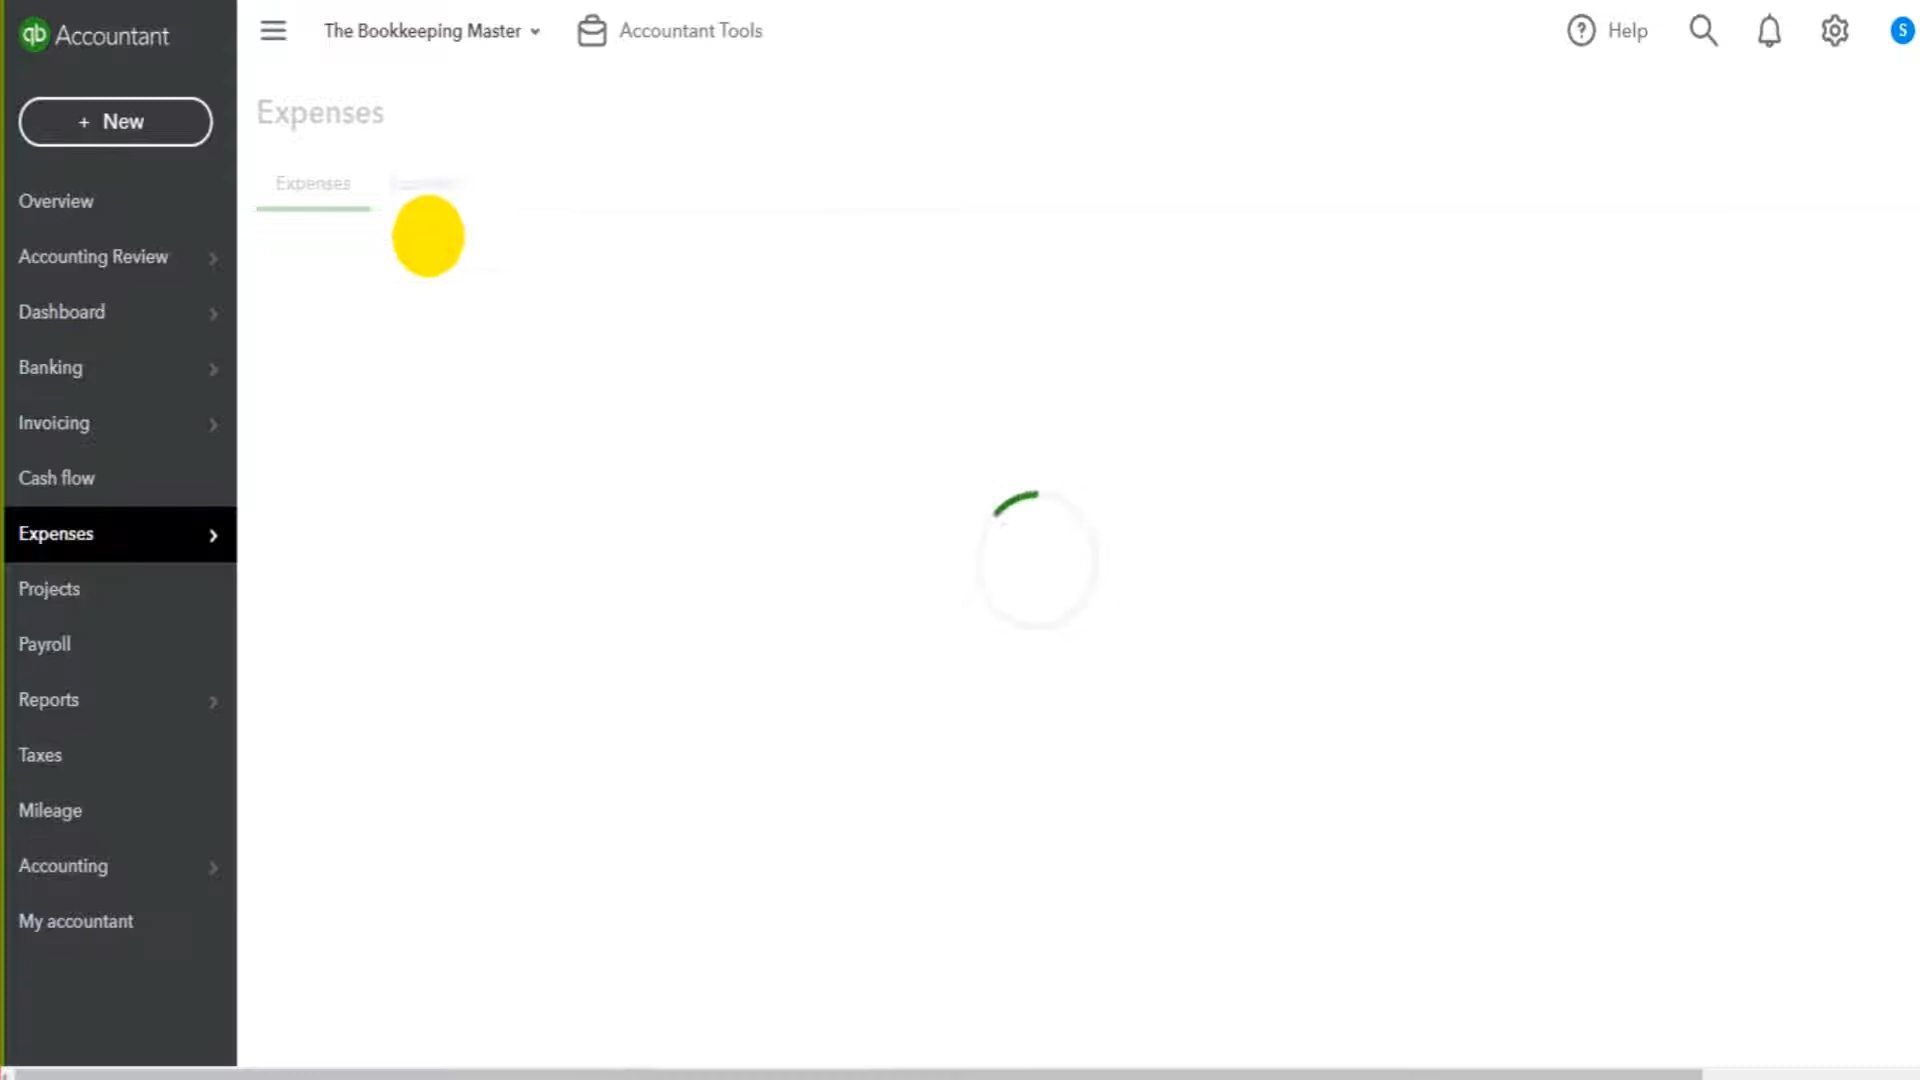 qb Accountant
The Bookkeeping Master
Accountant Tools
Help
S
+ New
Expenses
Expenses
Overview
Accounting Review
Dashboard
Banking
Invoicing
Cash flow
Expenses
Projects
Payroll
Reports
Taxes
Mileage
Accounting
My accountant